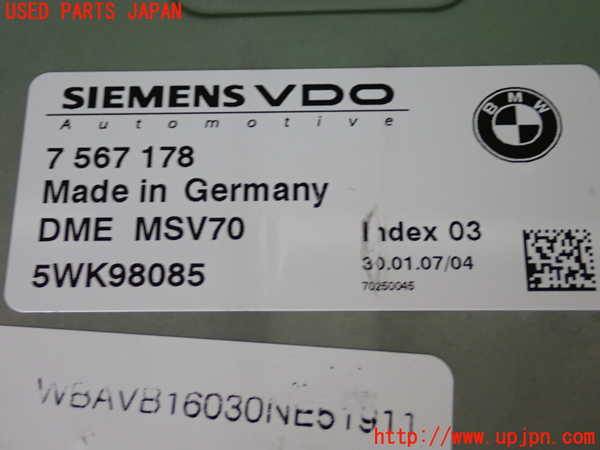 USED PARTS JAPAN
SIEMENS VDO
Automotive
BMW
7 567 178
Made in Germany
DME MSV70
Index 03
5WK98085
30.01.07/04
70250045
WBAVB16030NE51911
http://www.upjpn.com